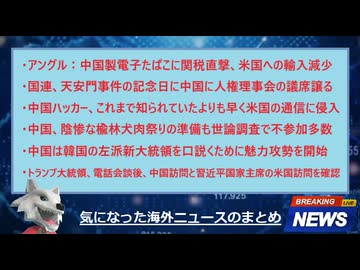 ・アングル：中国製電子たばこに関税直撃、米国への輸入減少
・国連、天安門事件の記念日に中国に人権理事会の議席譲る
・中国ハッカー、これまで知られていたよりも早く米国の通信に侵入
・中国、陰惨な楡林犬肉祭りの準備も世論調査で不参加多数
・中国は韓国の左派新大統領を口説くために魅力攻勢を開始
・トランプ大統領、電話会談後、中国訪問と習近平国家主席の米国訪問を確認
117.925
気になった海外ニュースのまとめ
BREAKING LIVE
NEWS